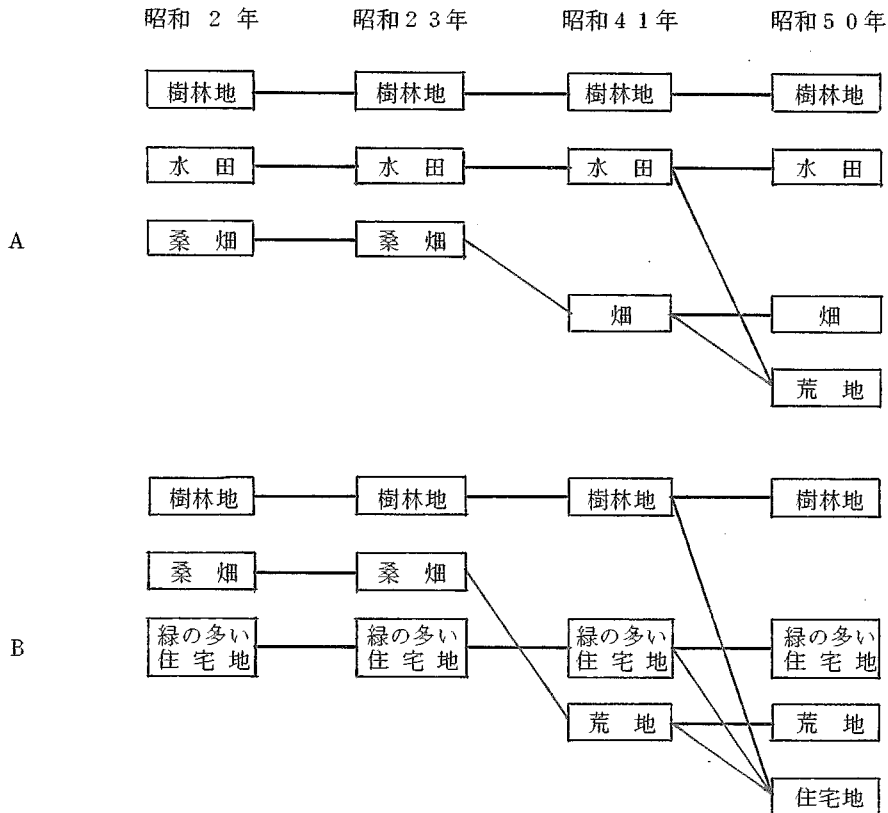 昭和 2 年 昭和23年 昭和41年 昭和50年
樹林地 樹林地 樹林地 樹林地
水田 水田 水田 水田
A 桑畑 桑畑
畑 畑
荒地
樹林地 樹林地 樹林地 樹林地
桑畑 桑畑
緑の多い 緑の多い 緑の多い 緑の多い
B 住宅地 住宅地 住宅地 住宅地
荒地 荒地
住宅地